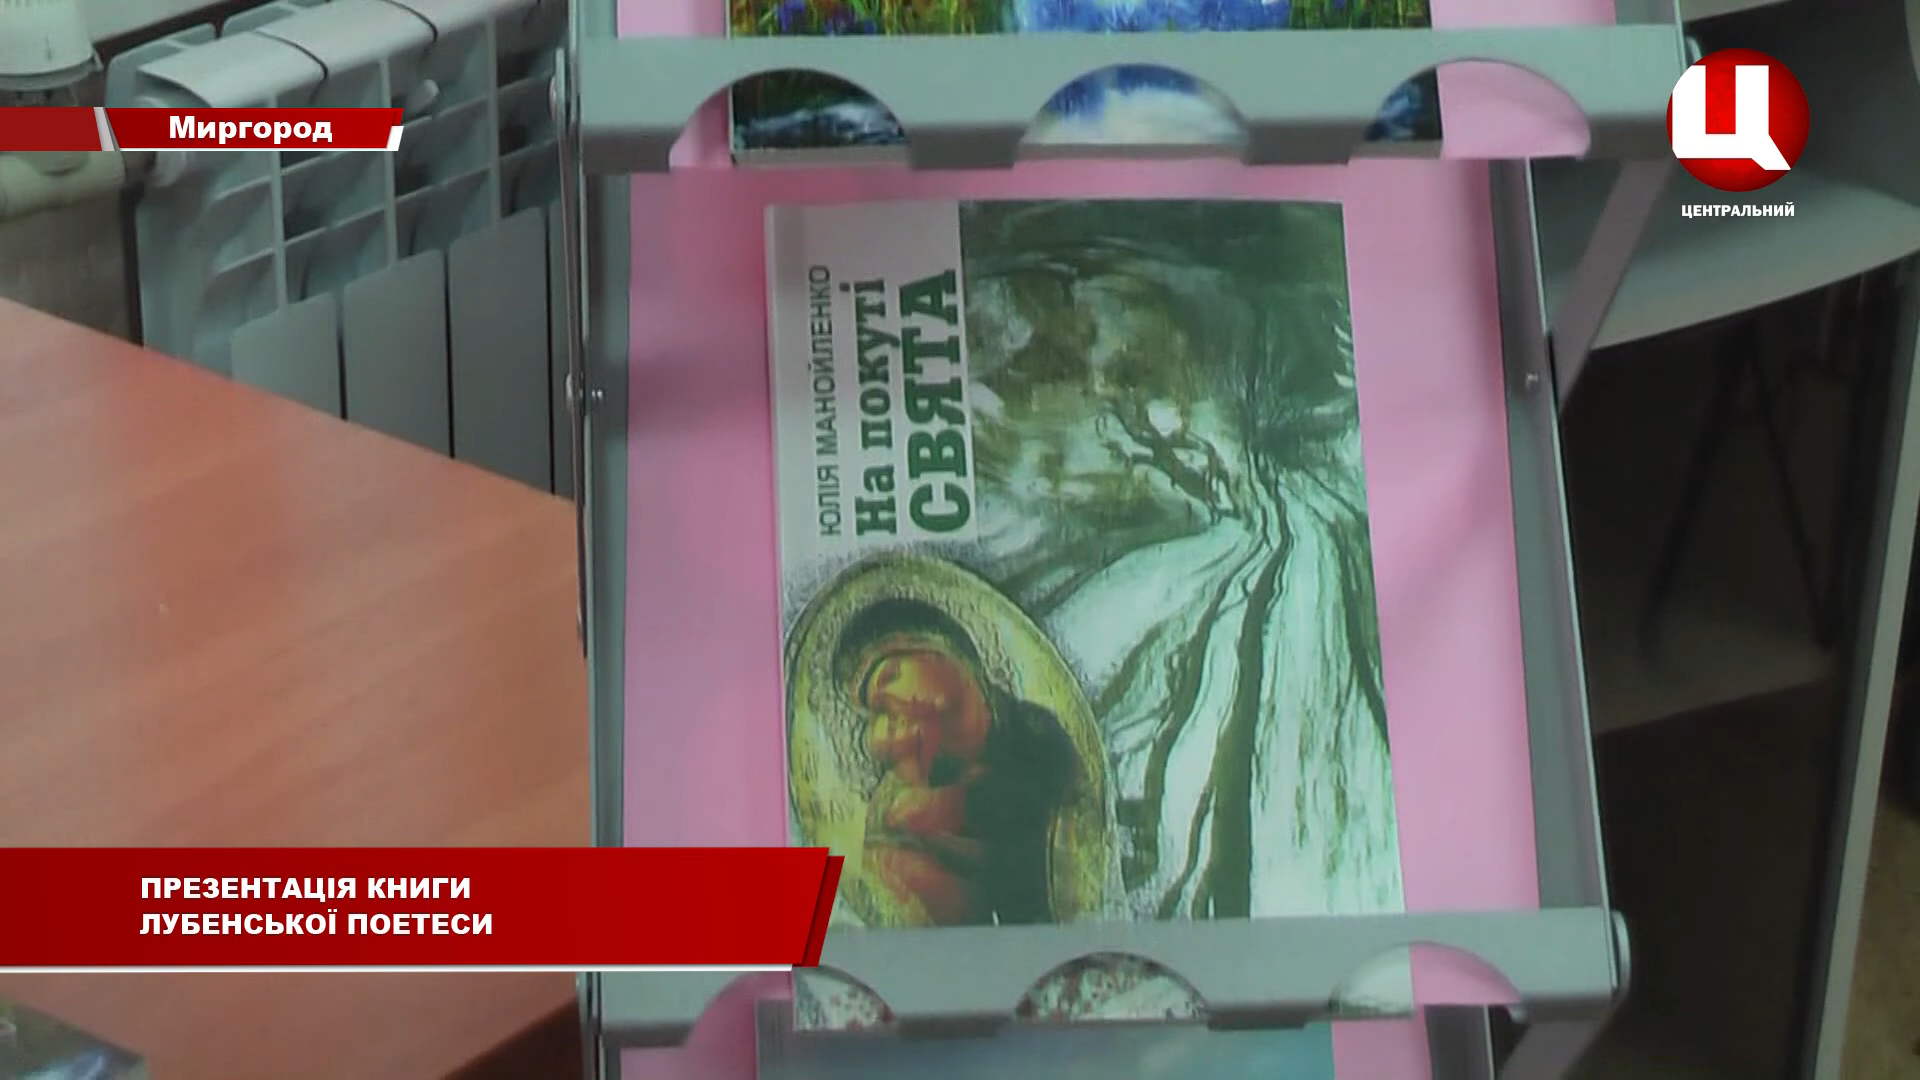 Миргород
Ц
ЦЕНТРАЛЬНИЙ
ЮЛІЯ МАНОЙЛЕНКО
На покуті
СВЯТА
ПРЕЗЕНТАЦІЯ КНИГИ
ЛУБЕНСЬКОЇ ПОЕТЕСИ